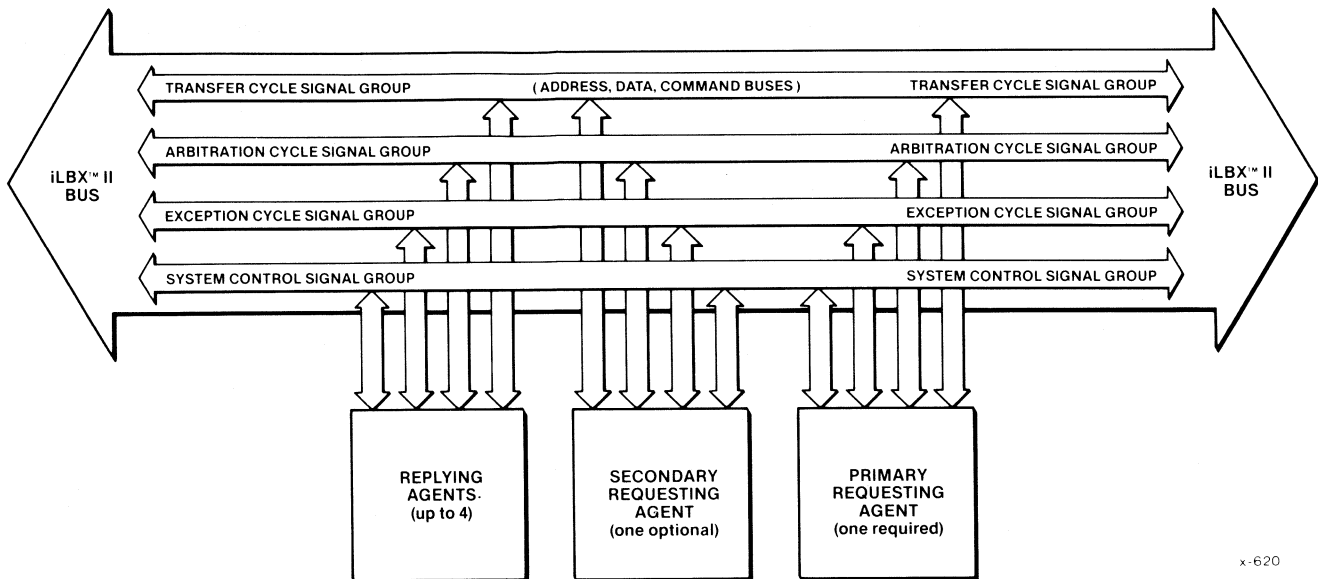 TRANSFER CYCLE SIGNAL GROUP (ADDRESS, DATA, COMMAND BUSES) TRANSFER CYCLE SIGNAL GROUP
ARBITRATION CYCLE SIGNAL GROUP ARBITRATION CYCLE SIGNAL GROUP
iLBX™ II
BUS
iLBX™ II
BUS
EXCEPTION CYCLE SIGNAL GROUP EXCEPTION CYCLE SIGNAL GROUP
SYSTEM CONTROL SIGNAL GROUP SYSTEM CONTROL SIGNAL GROUP
REPLYING
AGENTS
(up to 4)
SECONDARY
REQUESTING
AGENT
(one optional)
PRIMARY
REQUESTING
AGENT
(one required)
x-620